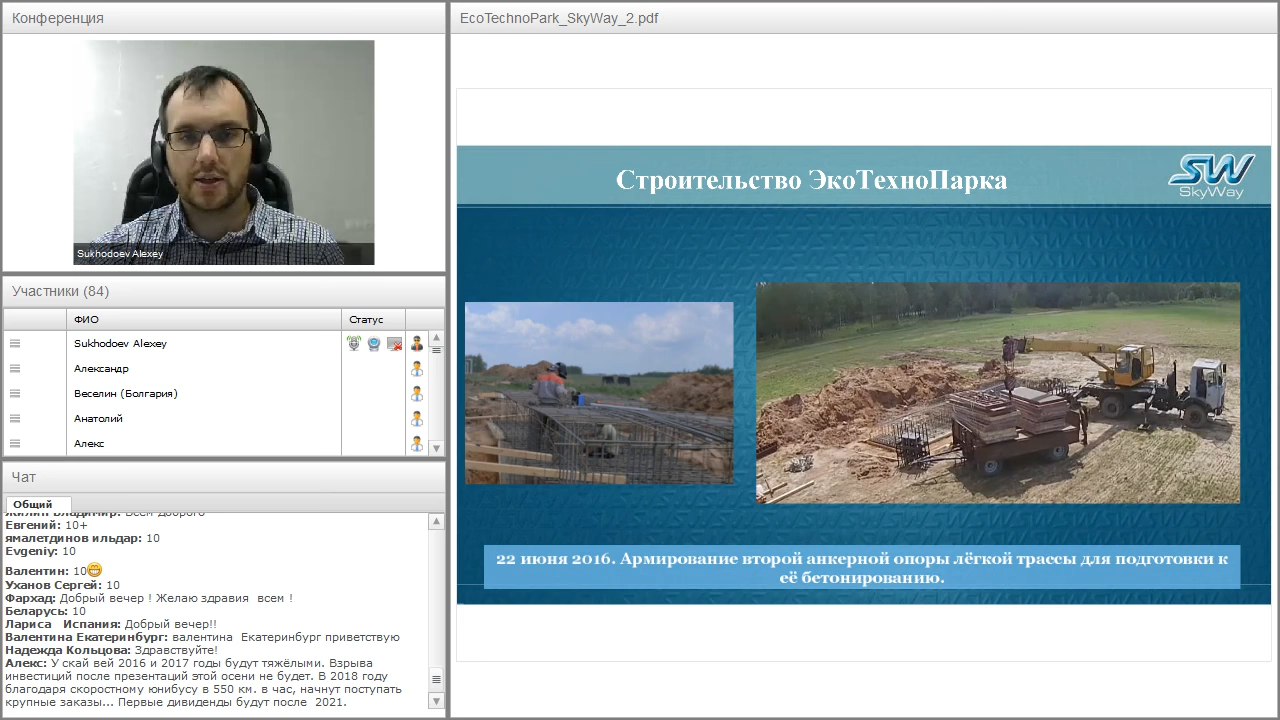 Конференция
Sukhodoev Alexey
Участники (84)
ФИО Статус
Sukhodoev Alexey
Александр
Веселин (Болгария)
Анатолий
Алекс
Чат
Общий
Жилин Владимир: Всем доброго
Евгений: 10+
ямалетдинов ильдар: 10
Evgeniy: 10
Валентин: 10
Уханов Сергей: 10
Фархад: Добрый вечер ! Желаю здравия всем !
Беларусь: 10
Лариса Испания: Добрый вечер!!
Валентина Екатеринбург: валентина Екатеринбург приветствую
Надежда Кольцова: Здравствуйте!
Алекс: У скай вей 2016 и 2017 годы будут тяжёлыми. Взрыва
инвестиций после презентаций этой осени не будет. В 2018 году
благодаря скоростному юнибусу в 550 км. в час, начнут поступать
крупные заказы... Первые дивиденды будут после 2021.
EcoTechnoPark_SkyWay_2.pdf
Строительство ЭкоТехноПарка
SW
SkyWay
22 июня 2016. Армирование второй анкерной опоры лёгкой трассы для подготовки к
её бетонированию.